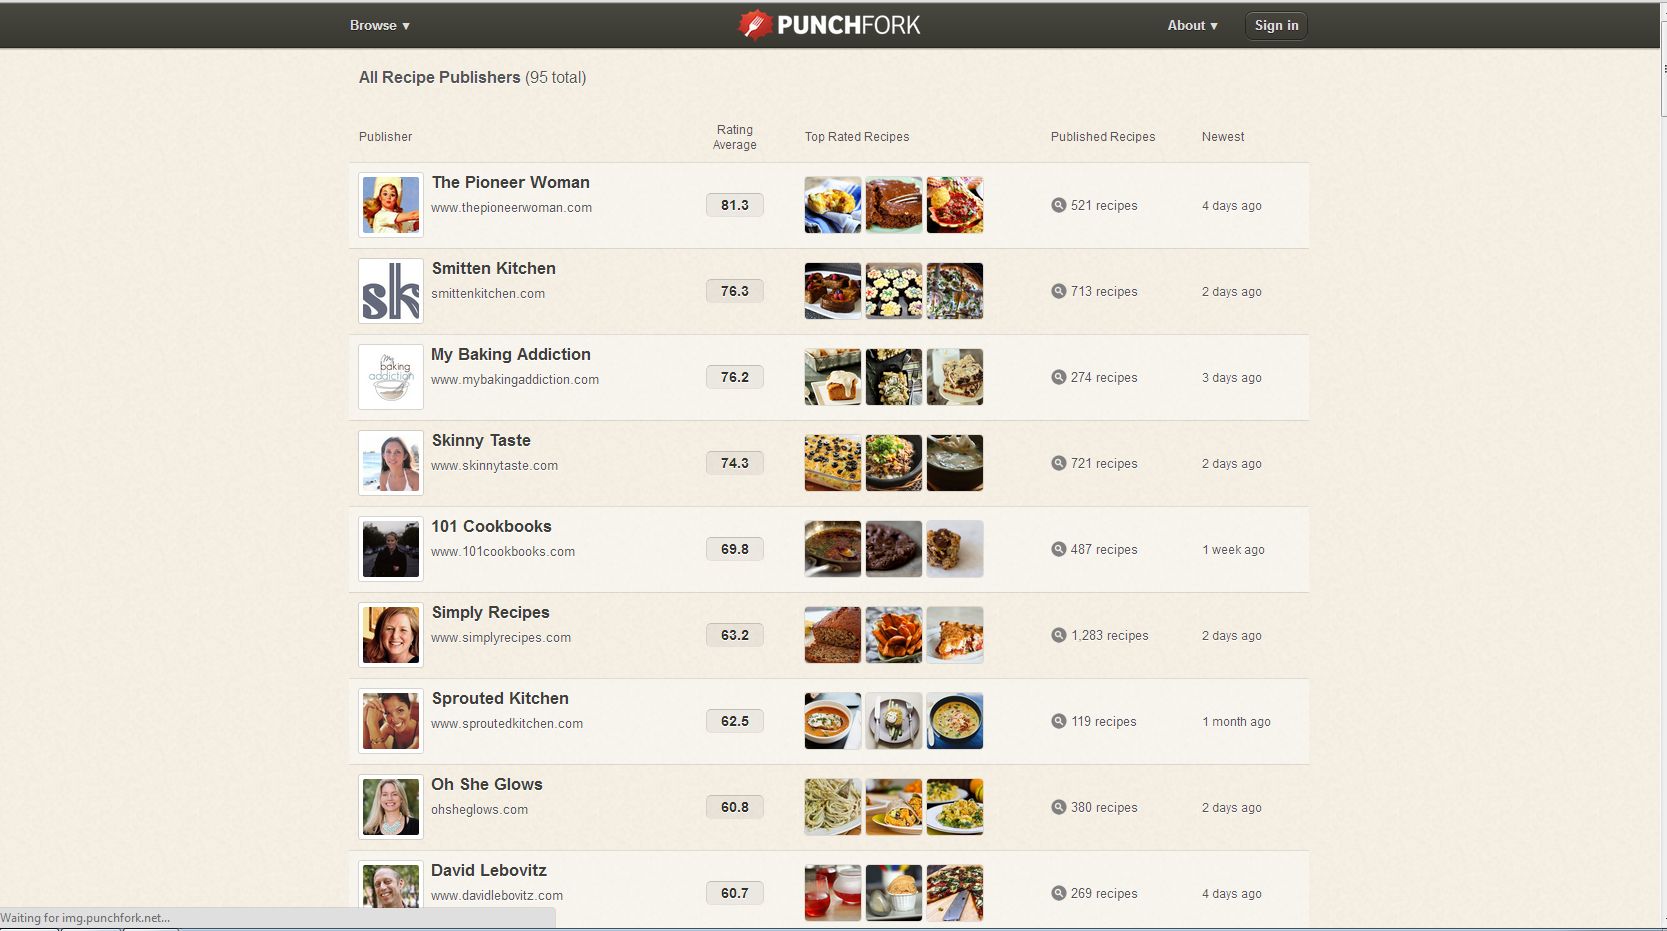 Browse ▼
PUNCHFORK
About ▼
Sign in
All Recipe Publishers (95 total)
Publisher
Rating
Average
Top Rated Recipes
Published Recipes
Newest
The Pioneer Woman
www.thepioneerwoman.com
81.3
521 recipes
4 days ago
sk
Smitten Kitchen
smittenkitchen.com
76.3
713 recipes
2 days ago
My
baking
addiction
My Baking Addiction
www.mybakingaddiction.com
76.2
274 recipes
3 days ago
Skinny Taste
www.skinnytaste.com
74.3
721 recipes
2 days ago
101 Cookbooks
www.101cookbooks.com
69.8
487 recipes
1 week ago
Simply Recipes
www.simplyrecipes.com
63.2
1,283 recipes
2 days ago
Sprouted Kitchen
www.sproutedkitchen.com
62.5
119 recipes
1 month ago
Oh She Glows
ohsheglows.com
60.8
380 recipes
2 days ago
David Lebovitz
www.davidlebovitz.com
60.7
269 recipes
4 days ago
Waiting for img.punchfork.net...